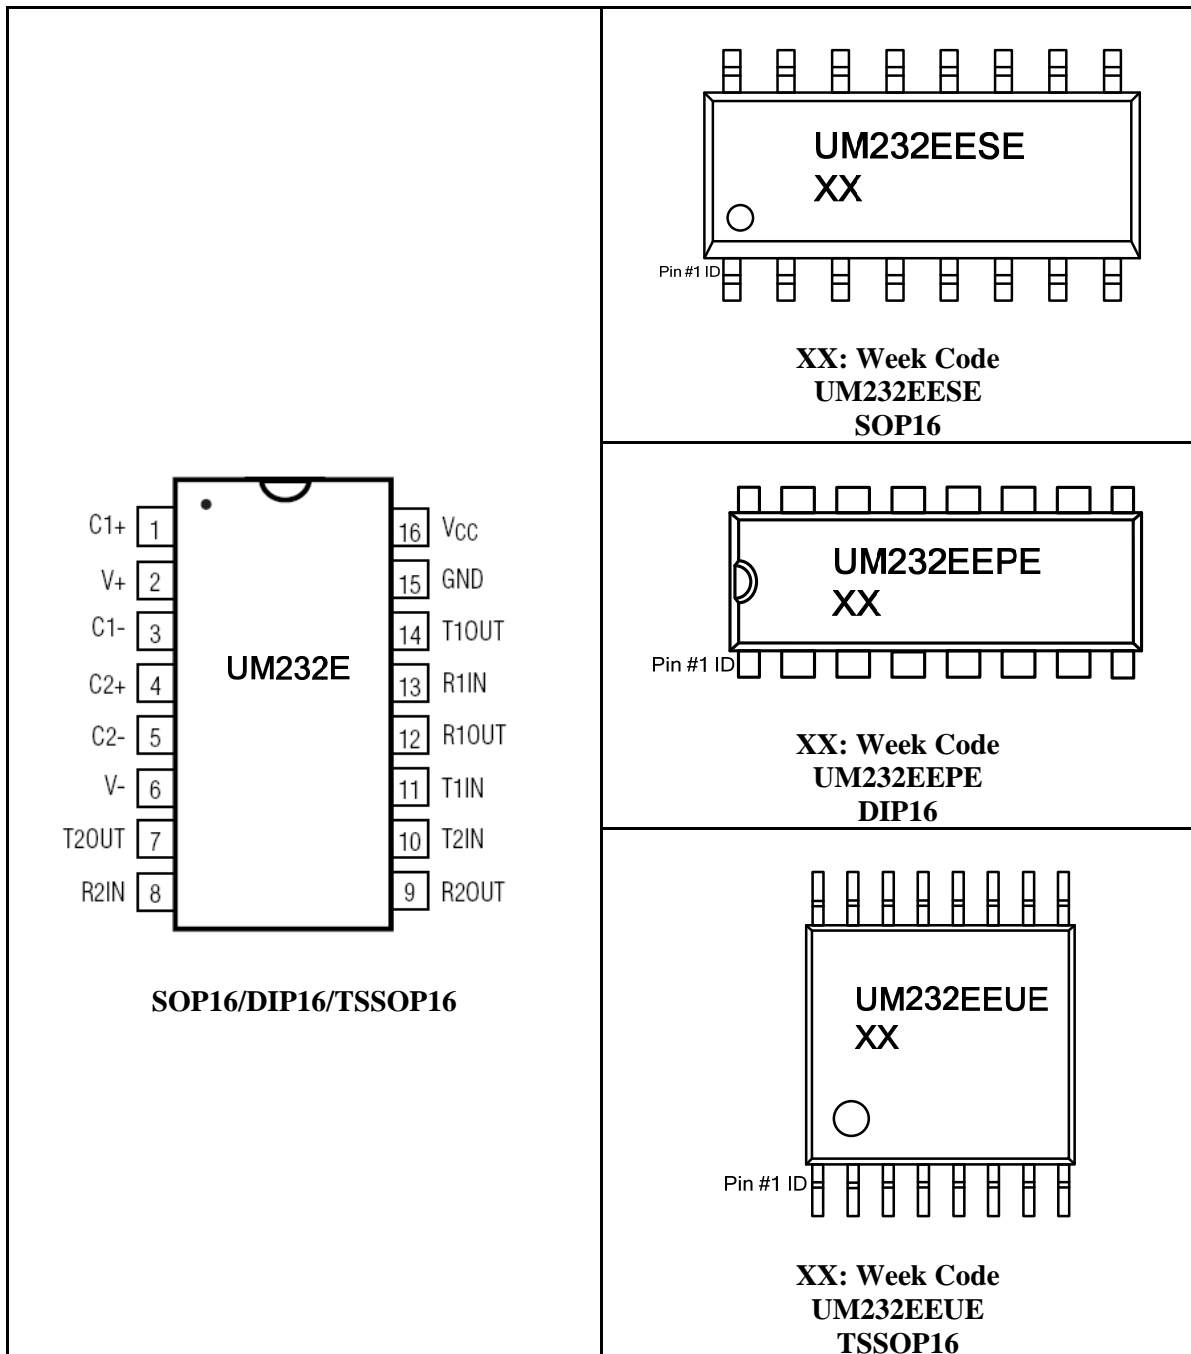 C1+ 1
V+ 2
C1- 3
C2+ 4
C2- 5
V- 6
T2OUT 7
R2IN 8
UM232E
16 VCC
15 GND
14 T1OUT
13 R1IN
12 R1OUT
11 T1IN
10 T2IN
9 R2OUT
SOP16/DIP16/TSSOP16
UM232EESE
XX
Pin #1 ID
XX: Week Code
UM232EESE
SOP16
UM232EEPE
XX
Pin #1 ID
XX: Week Code
UM232EEPE
DIP16
UM232EEUE
XX
Pin #1 ID
XX: Week Code
UM232EEUE
TSSOP16